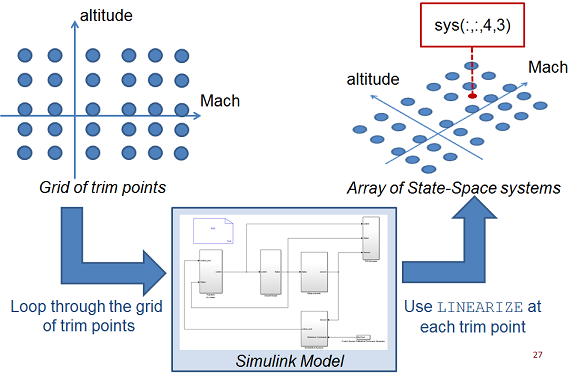 altitude
sys(:,:,4,3)
Mach
altitude
Mach
Grid of trim points
Array of State-Space systems
Loop through the grid
of trim points
Use LINEARIZE at
each trim point
Simulink Model
27